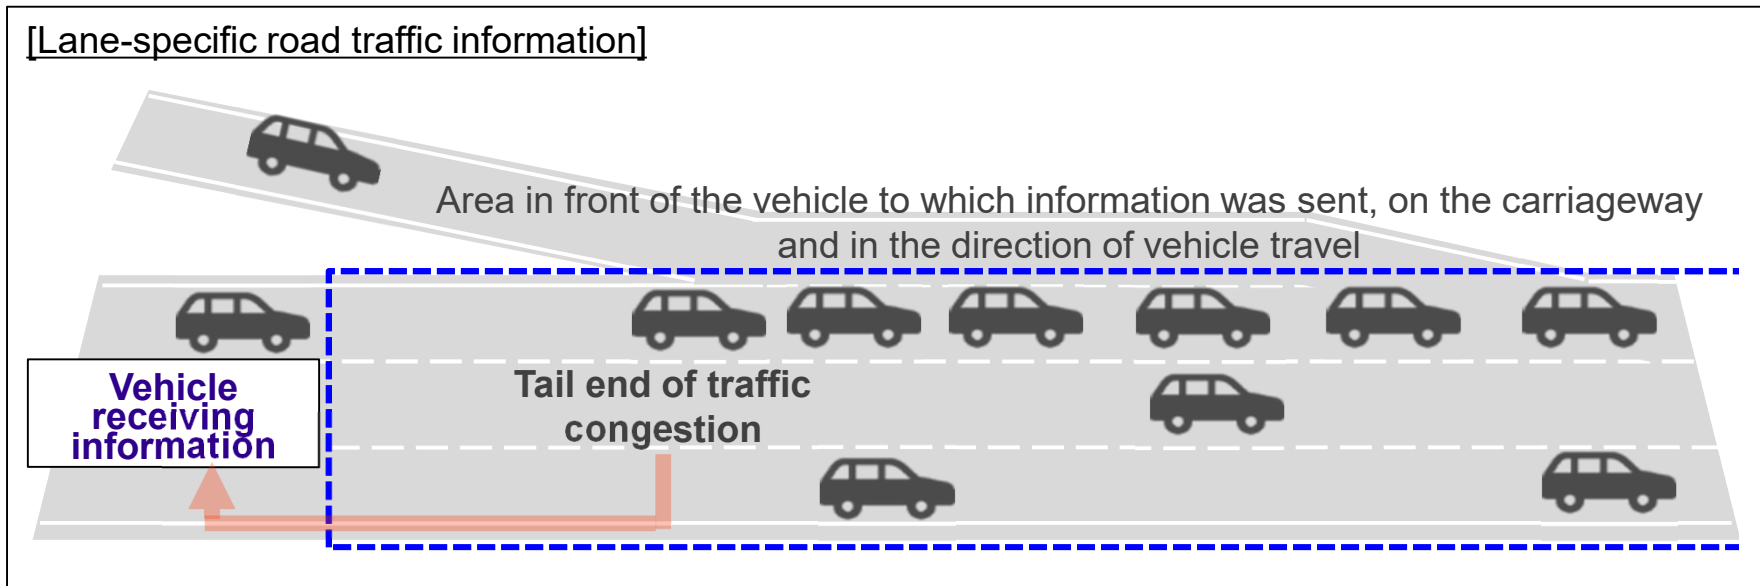 [Lane-specific road traffic information]
Area in front of the vehicle to which information was sent, on the carriageway
and in the direction of vehicle travel
Vehicle
receiving
information
Tail end of traffic
congestion